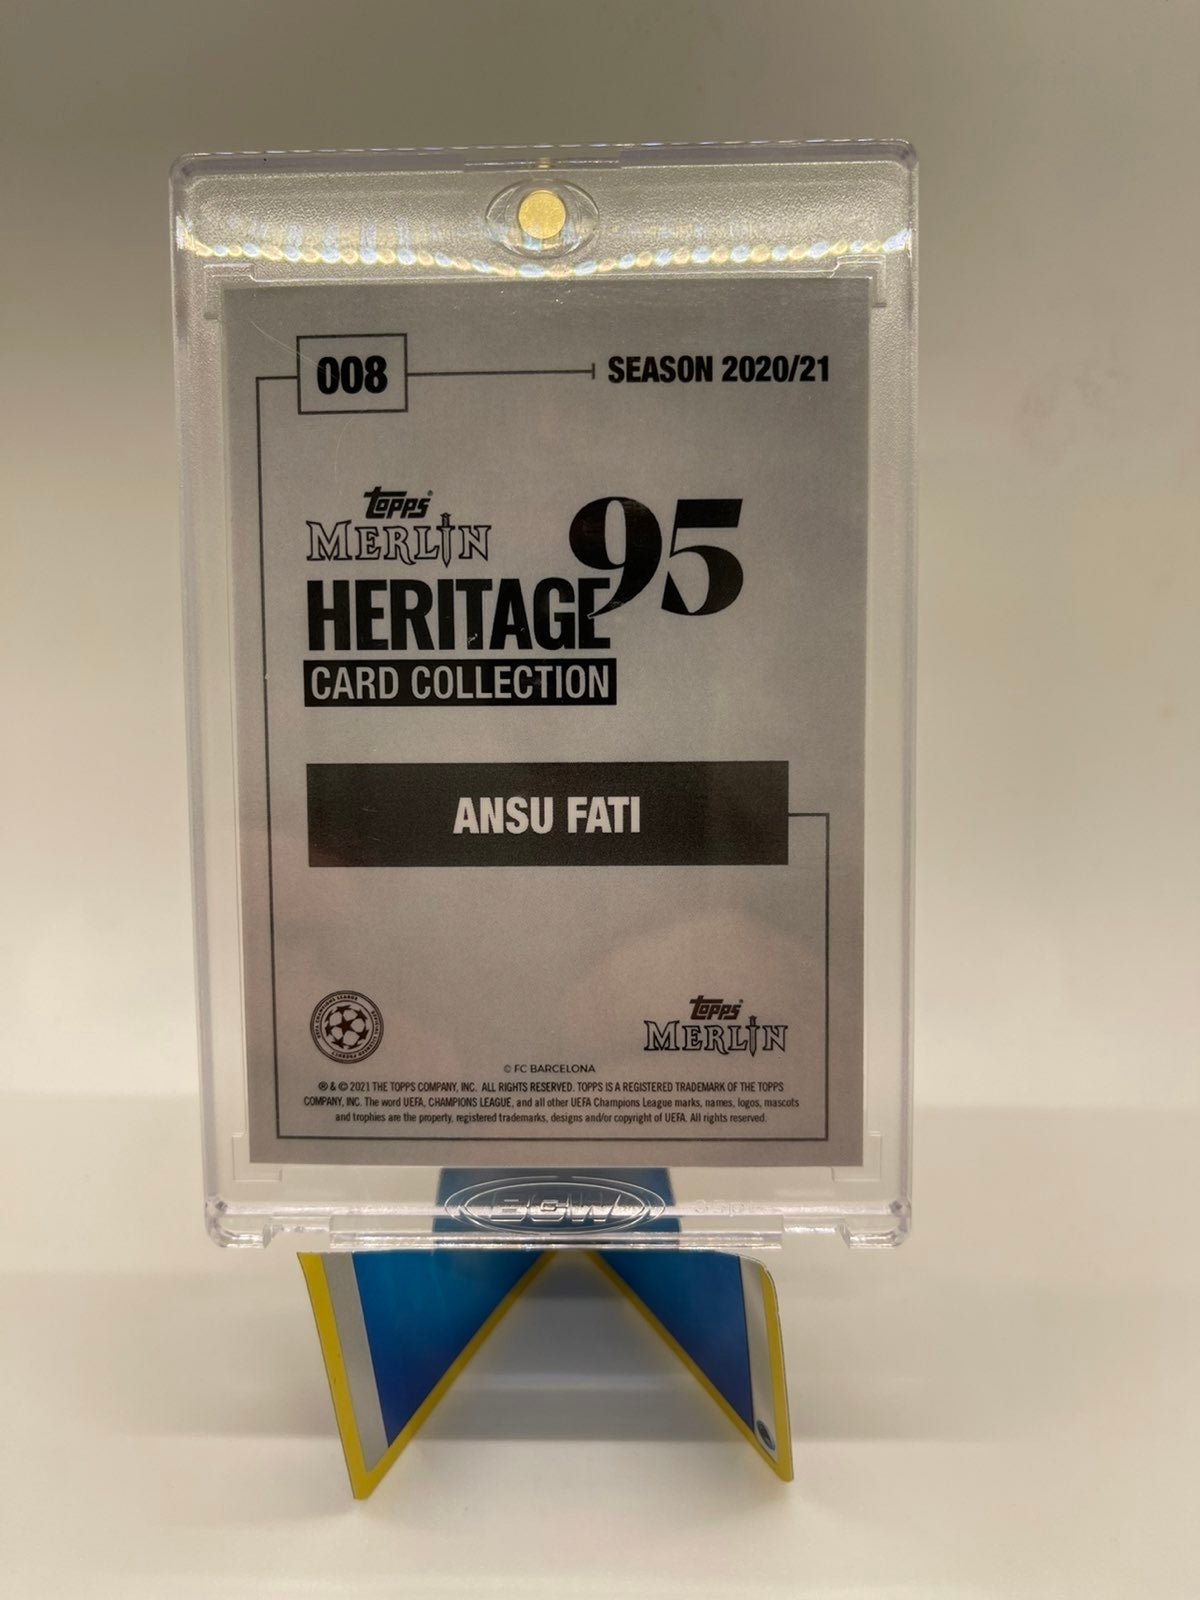 008
SEASON 2020/21
topps®
MERLIN
HERITAGE 95
CARD COLLECTION
ANSU FATI
topps®
MERLIN
© FC BARCELONA
® & © 2021 THE TOPPS COMPANY, INC. ALL RIGHTS RESERVED. TOPPS IS A REGISTERED TRADEMARK OF THE TOPPS
COMPANY, INC. The word UEFA, CHAMPIONS LEAGUE, and all other UEFA Champions League marks, names, logos, mascots
and trophies are the property, registered trademarks, designs and/or copyright of UEFA. All rights reserved.
BCW
35pt